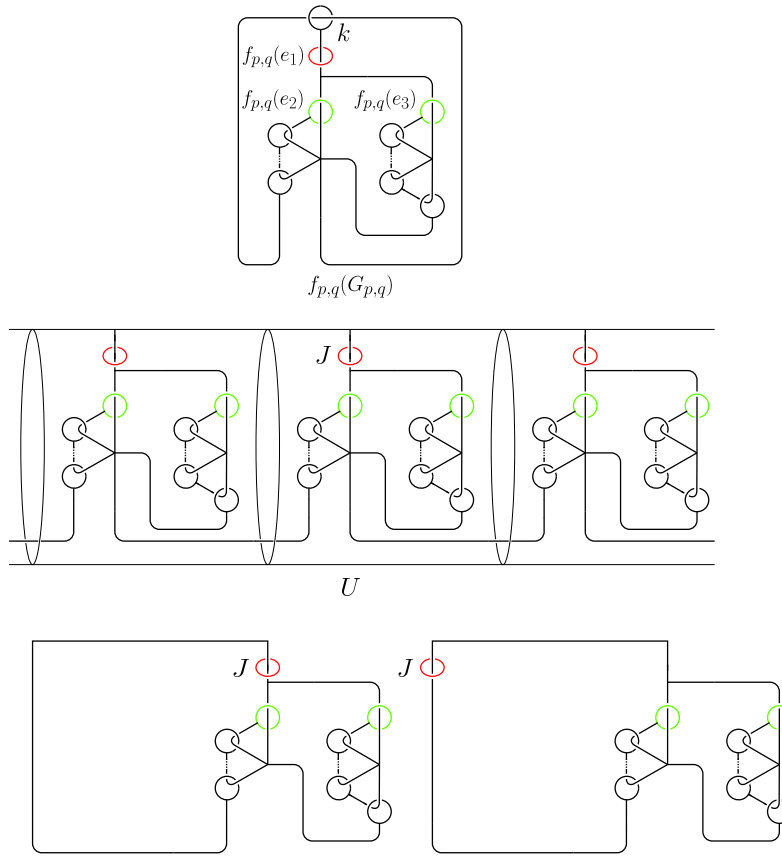 k
f_{p,q}(e_1)
f_{p,q}(e_2) f_{p,q}(e_3)
f_{p,q}(G_{p,q})
J
U
J J